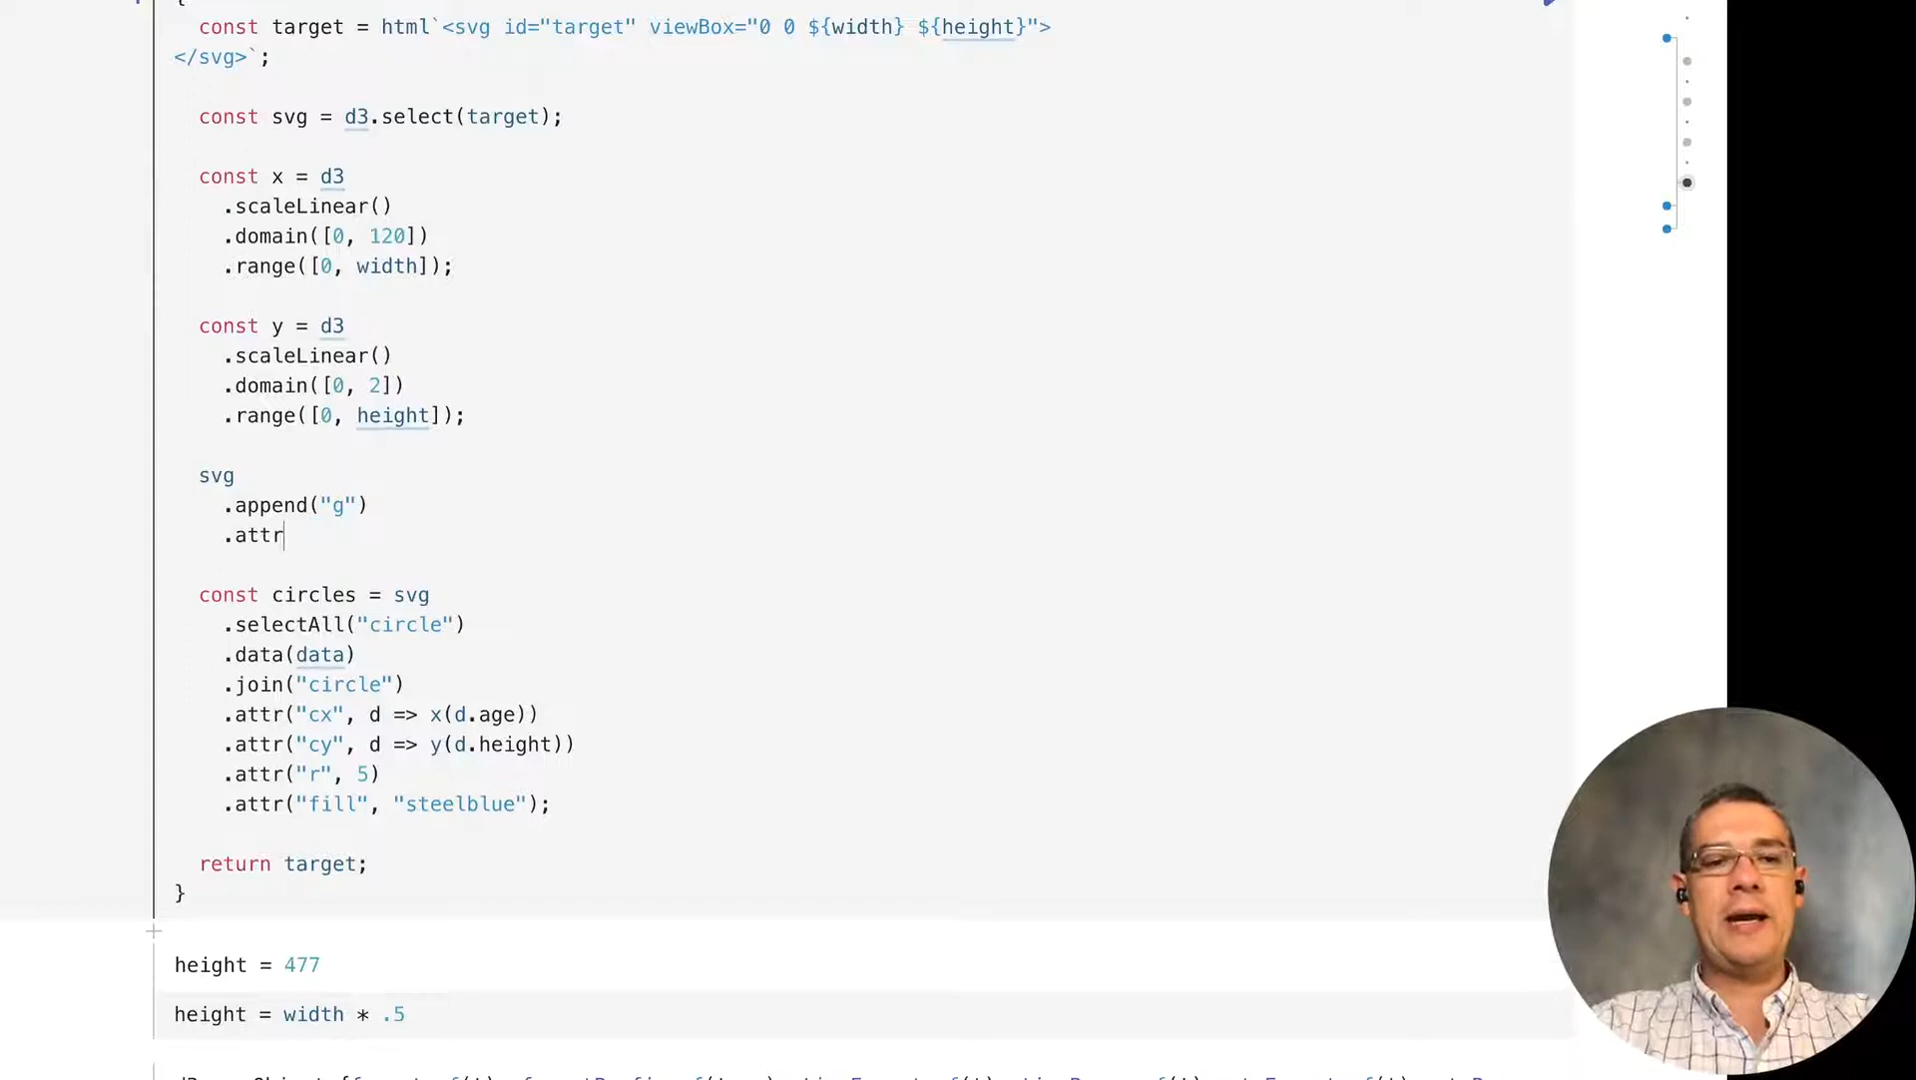 {
const target = html`<svg id="target" viewBox="0 0 ${width} ${height}">
</svg>`;
const svg = d3.select(target);
const x = d3
.scaleLinear()
.domain([0, 120])
.range([0, width]);
const y = d3
.scaleLinear()
.domain([0, 2])
.range([0, height]);
svg
.append("g")
.attr
const circles = svg
.selectAll("circle")
.data(data)
.join("circle")
.attr("cx", d => x(d.age))
.attr("cy", d => y(d.height))
.attr("r", 5)
.attr("fill", "steelblue");
return target;
}
height = 477
height = width * .5